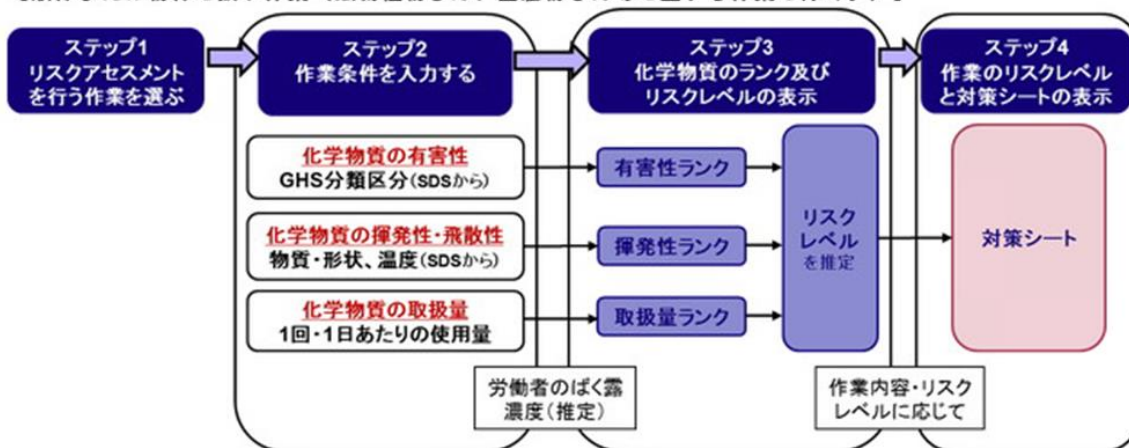 ステップ1
リスクアセスメント
を行う作業を選ぶ
ステップ2
作業条件を入力する
ステップ3
化学物質のランク及び
リスクレベルの表示
ステップ4
作業のリスクレベル
と対策シートの表示
化学物質の有害性
GHS分類区分(SDSから)
有害性ランク
化学物質の揮発性・飛散性
物質・形状、温度(SDSから)
揮発性ランク
化学物質の取扱量
1回・1日あたりの使用量
取扱量ランク
リスク
レベル
を推定
対策シート
労働者のばく露
濃度(推定)
作業内容・リスク
レベルに応じて